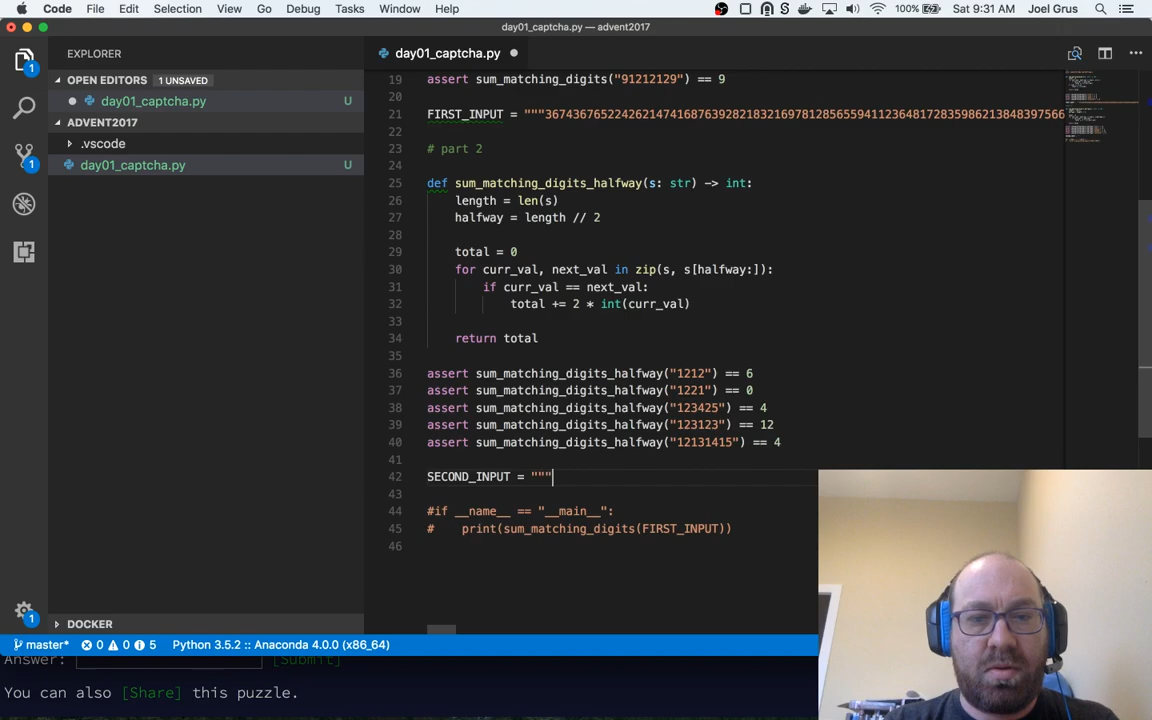 Code File Edit Selection View Go Debug Tasks Window Help 100% Sat 9:31 AM Joel Grus
day01_captcha.py — advent2017
EXPLORER
OPEN EDITORS 1 UNSAVED
day01_captcha.py U
ADVENT2017
.vscode
day01_captcha.py U
DOCKER
1
1
1
day01_captcha.py
19 assert sum_matching_digits("91212129") == 9
20
21 FIRST_INPUT = """
22
23 # part 2
24
25 def sum_matching_digits_halfway(s: str) -> int:
26 length = len(s)
27 halfway = length // 2
28
29 total = 0
30 for curr_val, next_val in zip(s, s[halfway:]):
31 if curr_val == next_val:
32 total += 2 * int(curr_val)
33
34 return total
35
36 assert sum_matching_digits_halfway("1212") == 6
37 assert sum_matching_digits_halfway("1221") == 0
38 assert sum_matching_digits_halfway("123425") == 4
39 assert sum_matching_digits_halfway("123123") == 12
40 assert sum_matching_digits_halfway("12131415") == 4
41
42 SECOND_INPUT = """
43
44 #if __name__ == "__main__":
45 # print(sum_matching_digits(FIRST_INPUT))
46
master* 0 0 5 Python 3.5.2 :: Anaconda 4.0.0 (x86_64)
Answer: [Submit]
You can also [Share] this puzzle.